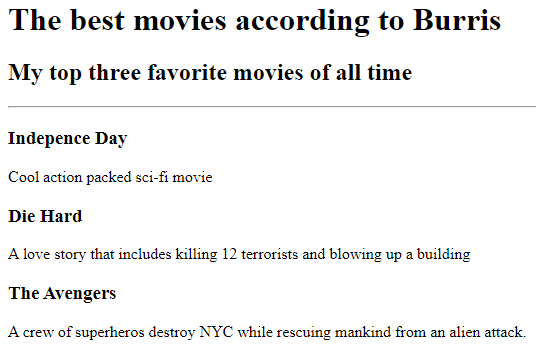 The best movies according to Burris
My top three favorite movies of all time
Indepence Day
Cool action packed sci-fi movie
Die Hard
A love story that includes killing 12 terrorists and blowing up a building
The Avengers
A crew of superheros destroy NYC while rescuing mankind from an alien attack.